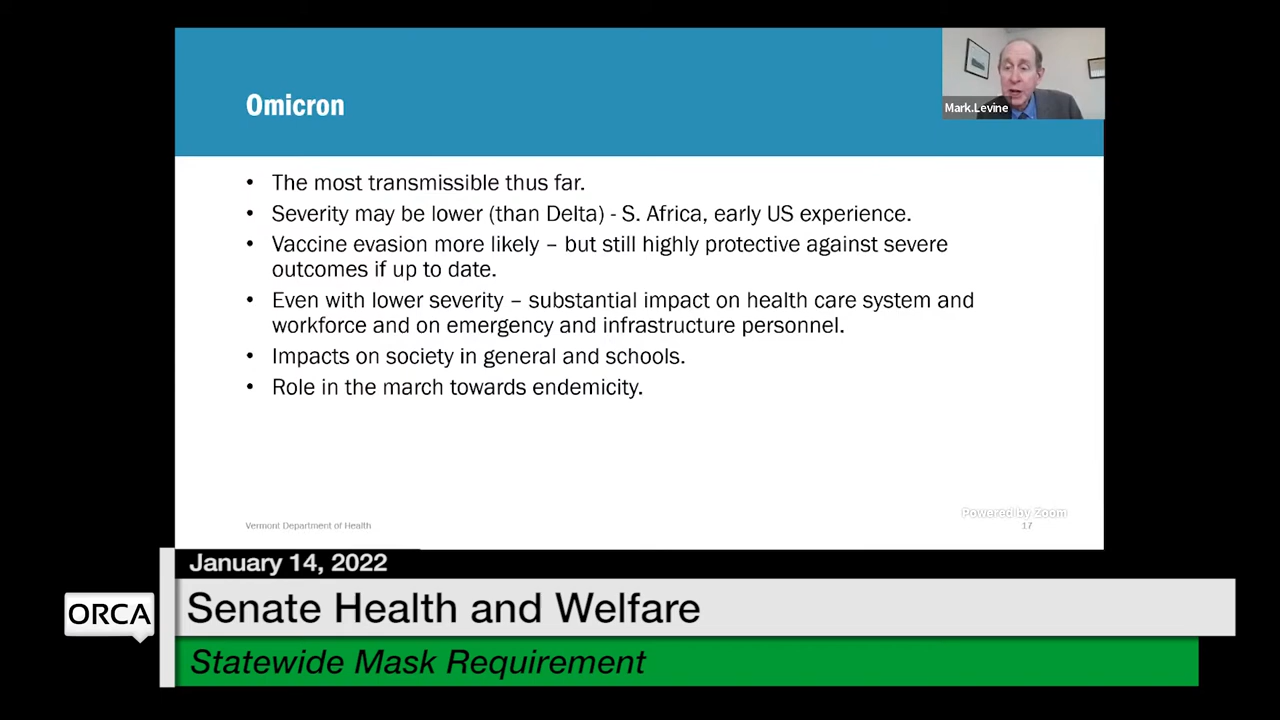 Omicron
Mark.Levine
• The most transmissible thus far.
• Severity may be lower (than Delta) - S. Africa, early US experience.
• Vaccine evasion more likely – but still highly protective against severe
outcomes if up to date.
• Even with lower severity – substantial impact on health care system and
workforce and on emergency and infrastructure personnel.
• Impacts on society in general and schools.
• Role in the march towards endemicity.
Powered by Zoom
Vermont Department of Health
17
January 14, 2022
ORCA
Senate Health and Welfare
Statewide Mask Requirement